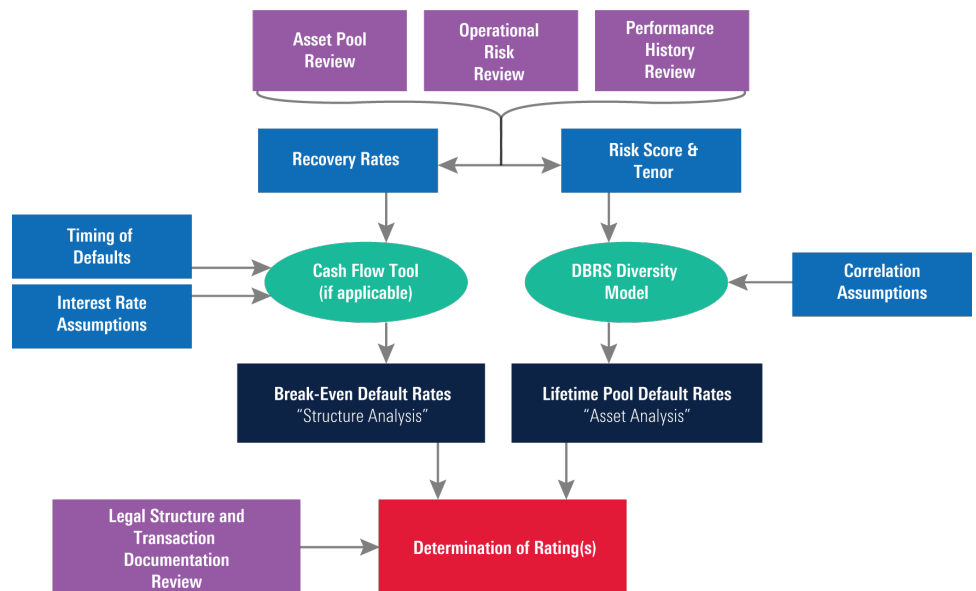 Asset Pool
Review
Operational
Risk
Review
Performance
History
Review
Recovery Rates
Risk Score &
Tenor
Timing of
Defaults
Interest Rate
Assumptions
Cash Flow Tool
(if applicable)
DBRS Diversity
Model
Correlation
Assumptions
Break-Even Default Rates
“Structure Analysis”
Lifetime Pool Default Rates
“Asset Analysis”
Legal Structure and
Transaction
Documentation
Review
Determination of Rating(s)